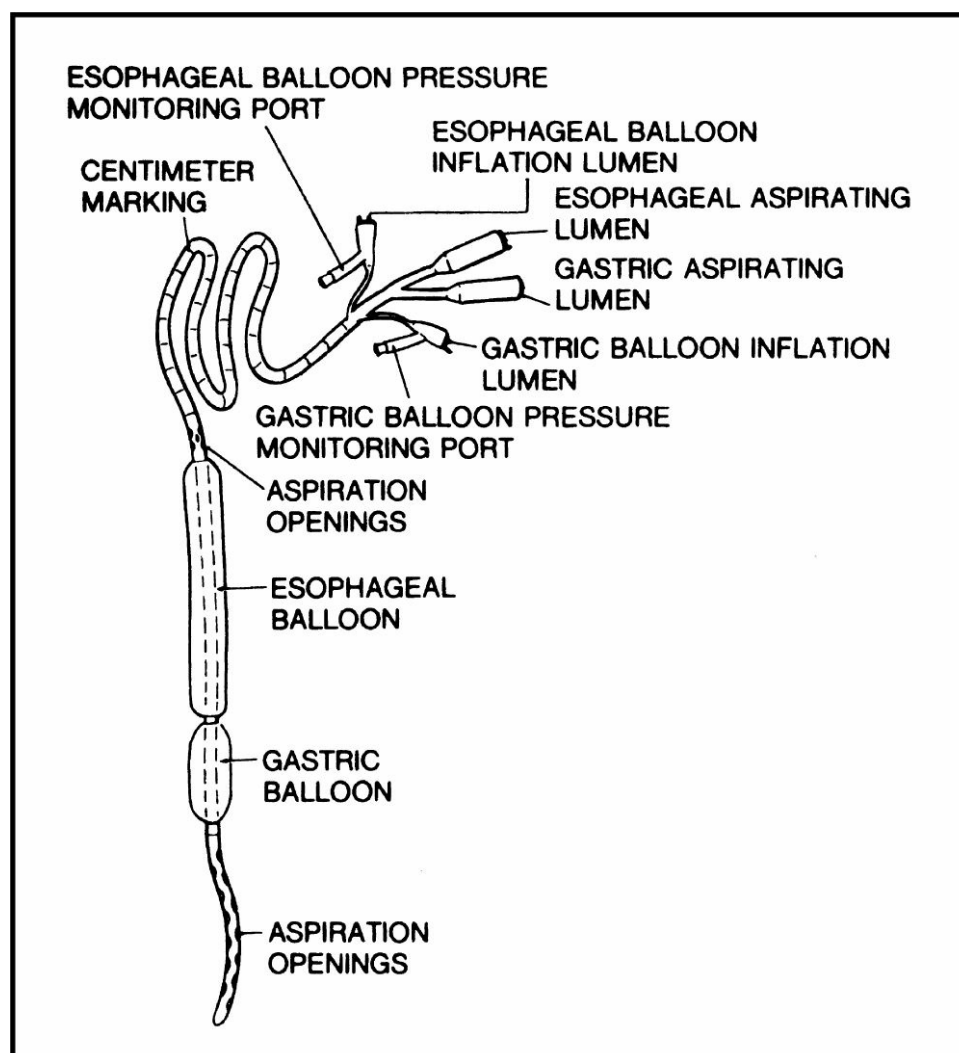 ESOPHAGEAL BALLOON PRESSURE
MONITORING PORT
ESOPHAGEAL BALLOON
INFLATION LUMEN
CENTIMETER
MARKING
ESOPHAGEAL ASPIRATING
LUMEN
GASTRIC ASPIRATING
LUMEN
GASTRIC BALLOON INFLATION
LUMEN
GASTRIC BALLOON PRESSURE
MONITORING PORT
ASPIRATION
OPENINGS
ESOPHAGEAL
BALLOON
GASTRIC
BALLOON
ASPIRATION
OPENINGS